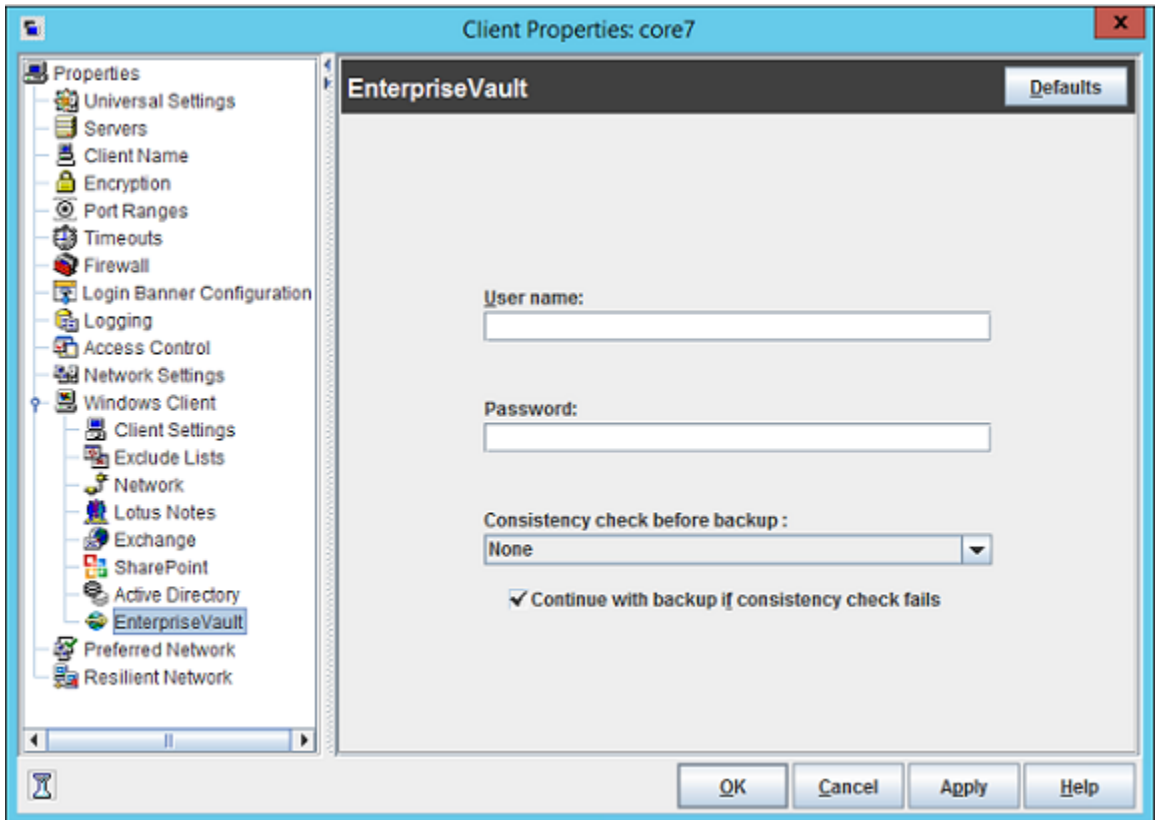 Client Properties: core7
x
Properties
Universal Settings
Servers
Client Name
Encryption
Port Ranges
Timeouts
Firewall
Login Banner Configuration
Logging
Access Control
Network Settings
Windows Client
Client Settings
Exclude Lists
Network
Lotus Notes
Exchange
SharePoint
Active Directory
EnterpriseVault
Preferred Network
Resilient Network
EnterpriseVault
Defaults
User name:
Password:
Consistency check before backup :
None
Continue with backup if consistency check fails
OK
Cancel
Apply
Help